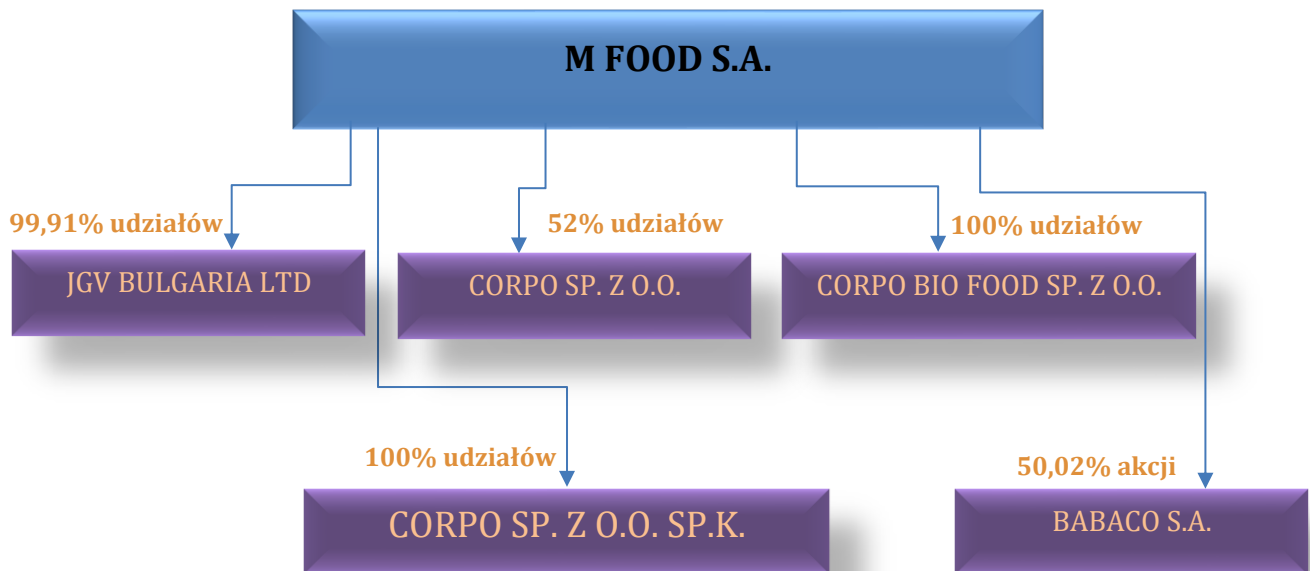 M FOOD S.A.
99,91% udziałów
52% udziałów
100% udziałów
JGV BULGARIA LTD
CORPO SP. Z O.O.
CORPO BIO FOOD SP. Z O.O.
100% udziałów
50,02% akcji
CORPO SP. Z O.O. SP.K.
BABACO S.A.